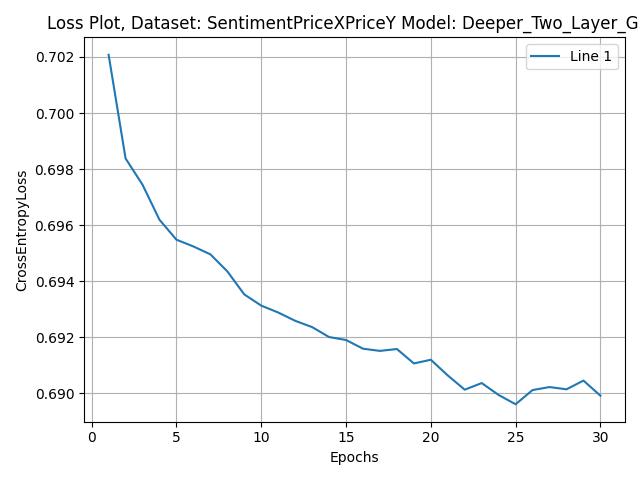 Loss Plot, Dataset: SentimentPriceXPriceY Model: Deeper_Two_Layer_G
Line 1
0.702
0.700
0.698
0.696
0.694
0.692
0.690
CrossEntropyLoss
0 5 10 15 20 25 30
Epochs